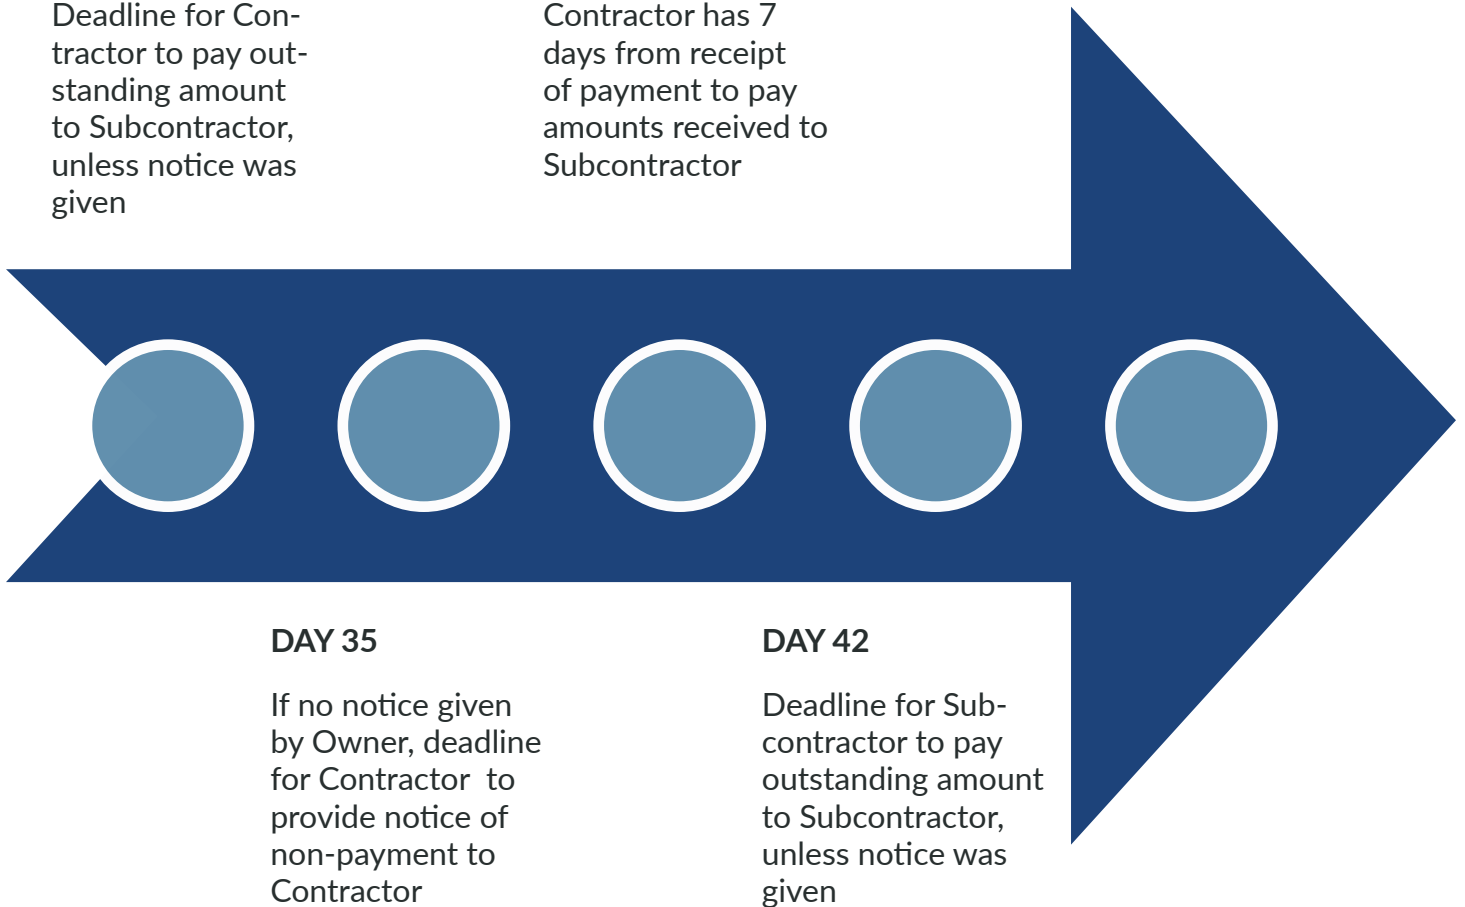 Deadline for Con-
tractor to pay out-
standing amount
to Subcontractor,
unless notice was
given
Contractor has 7
days from receipt
of payment to pay
amounts received to
Subcontractor
DAY 35
If no notice given
by Owner, deadline
for Contractor  to
provide notice of
non-payment to
Contractor
DAY 42
Deadline for Sub-
contractor to pay
outstanding amount
to Subcontractor,
unless notice was
given